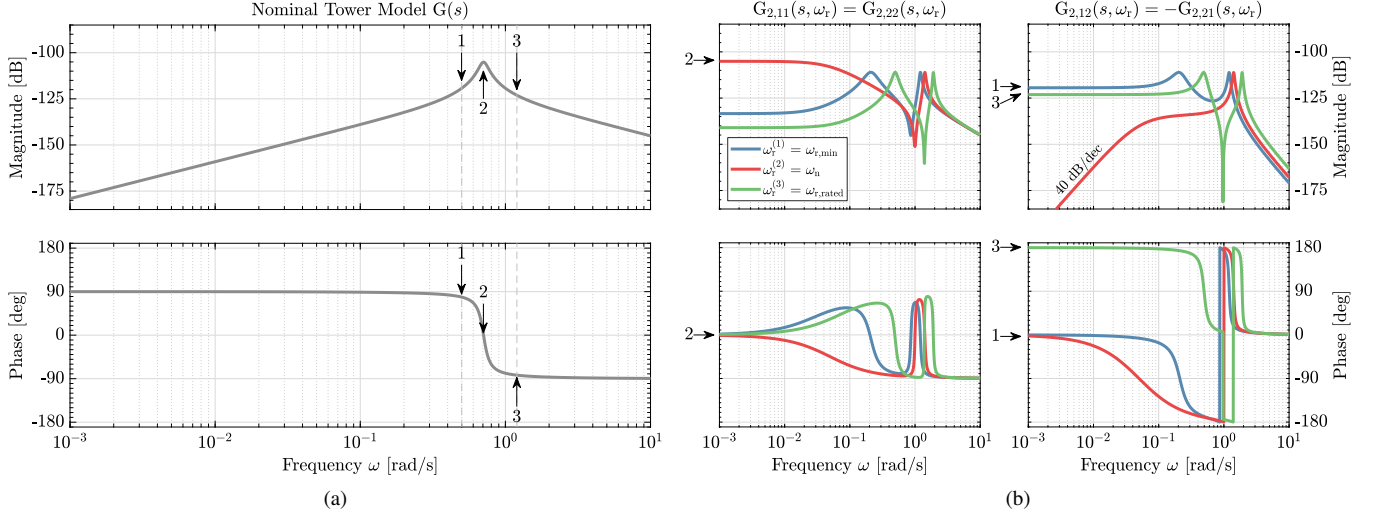 Nominal Tower Model G(s)
Magnitude [dB]
-100
-125
-150
-175
1
2
3
Phase [deg]
180
90
0
-90
-180
1
2
3
10⁻³
10⁻²
10⁻¹
10⁰
10¹
Frequency ω [rad/s]
(a)
G₂,₁₁(s, ωᵣ) = G₂,₂₂(s, ωᵣ)
2
ωᵣ⁽¹⁾ = ωᵣ,min
ωᵣ⁽²⁾ = ωₙ
ωᵣ⁽³⁾ = ωᵣ,rated
2
10⁻³
10⁻²
10⁻¹
10⁰
10¹
Frequency ω [rad/s]
G₂,₁₂(s, ωᵣ) = −G₂,₂₁(s, ωᵣ)
1
3
40 dB/dec
-100
-125
-150
-175
Magnitude [dB]
3
1
180
90
0
-90
-180
Phase [deg]
10⁻³
10⁻²
10⁻¹
10⁰
10¹
Frequency ω [rad/s]
(b)